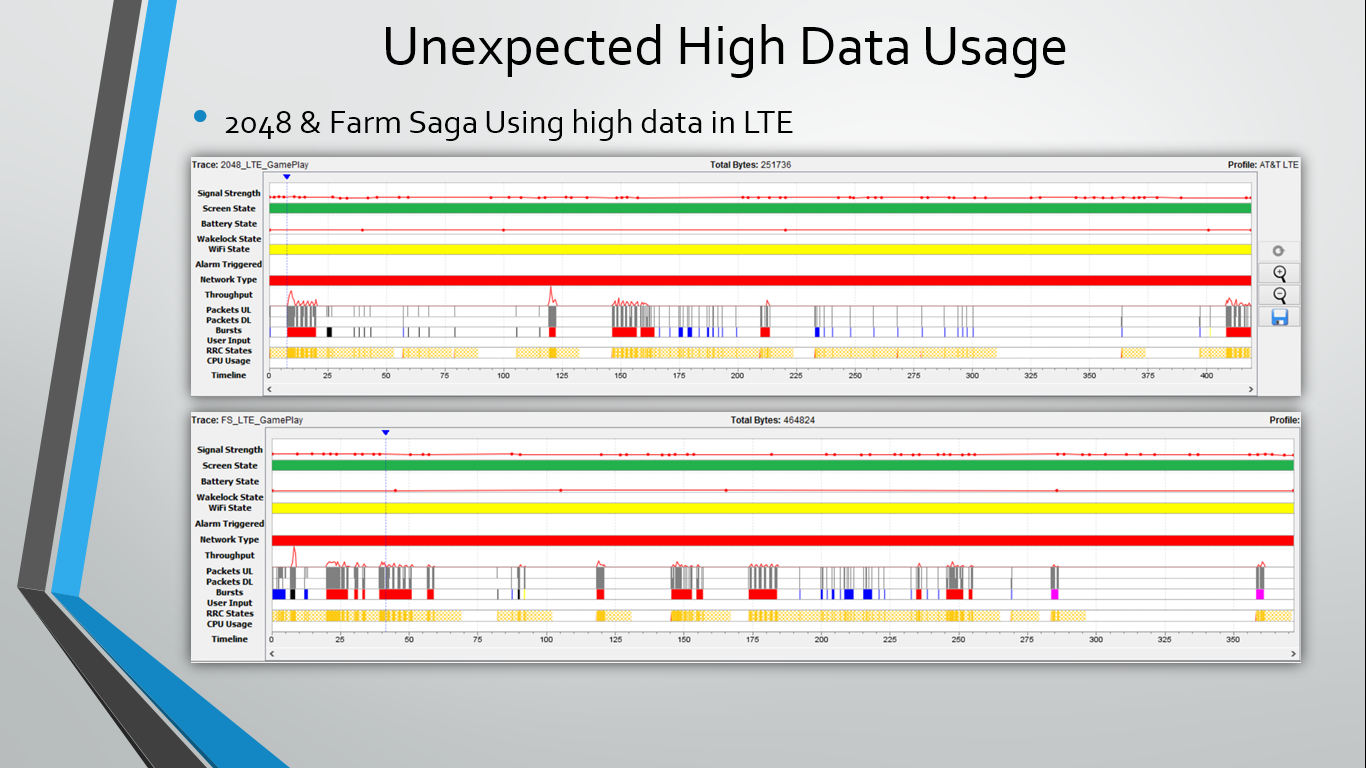 Unexpected High Data Usage
• 2048 & Farm Saga Using high data in LTE
Trace: 2048_LTE_GamePlay Total Bytes: 251736 Profile: AT&T LTE
Signal Strength
Screen State
Battery State
Wakelock State
WiFi State
Alarm Triggered
Network Type
Throughput
Packets UL
Packets DL
Bursts
User Input
RRC States
CPU Usage
Timeline 0 25 50 75 100 125 150 175 200 225 250 275 300 325 350 375 400
Trace: FS_LTE_GamePlay Total Bytes: 464824 Profile:
Signal Strength
Screen State
Battery State
Wakelock State
WiFi State
Alarm Triggered
Network Type
Throughput
Packets UL
Packets DL
Bursts
User Input
RRC States
CPU Usage
Timeline 0 25 50 75 100 125 150 175 200 225 250 275 300 325 350